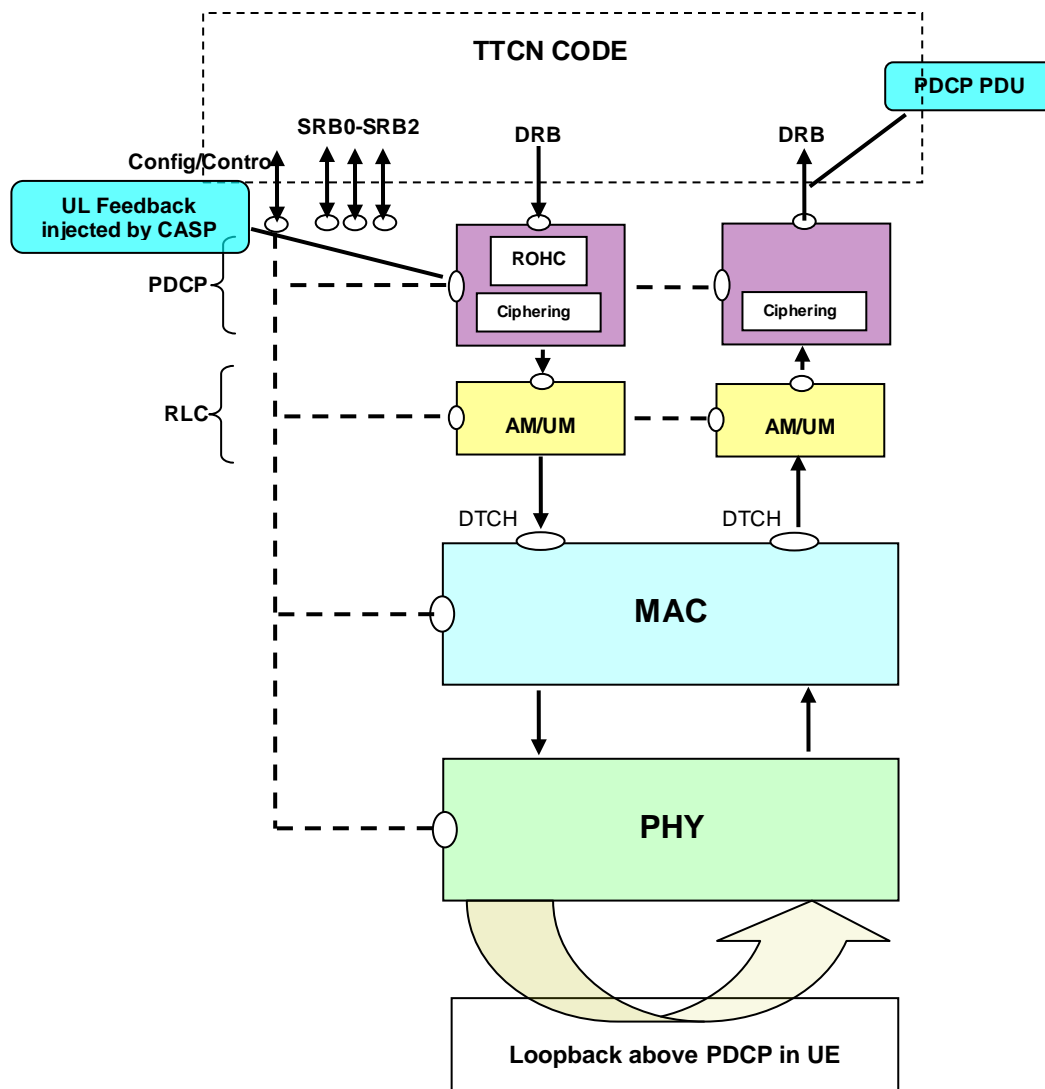 TTCN CODE
PDCP PDU
SRB0-SRB2
DRB
DRB
Config/Contro
UL Feedback
injected by CASP
ROHC
PDCP
Ciphering
Ciphering
RLC
AM/UM
AM/UM
DTCH
DTCH
MAC
PHY
Loopback above PDCP in UE